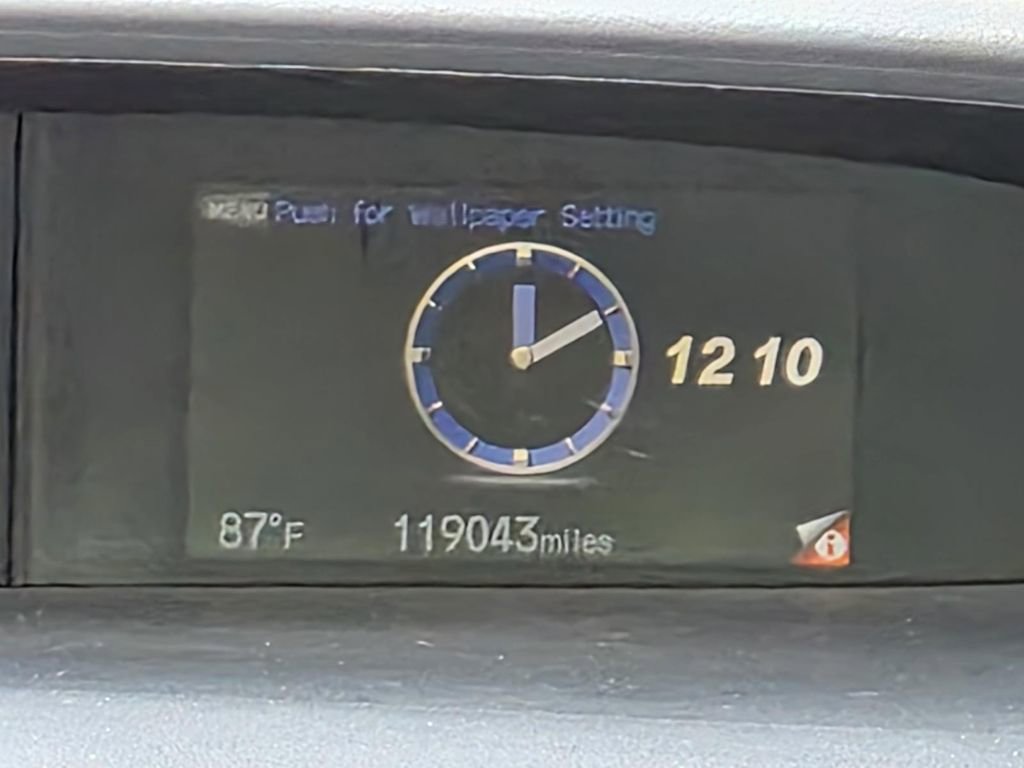 MENU Push for Wallpaper Setting
12 10
87°F 119043miles
i